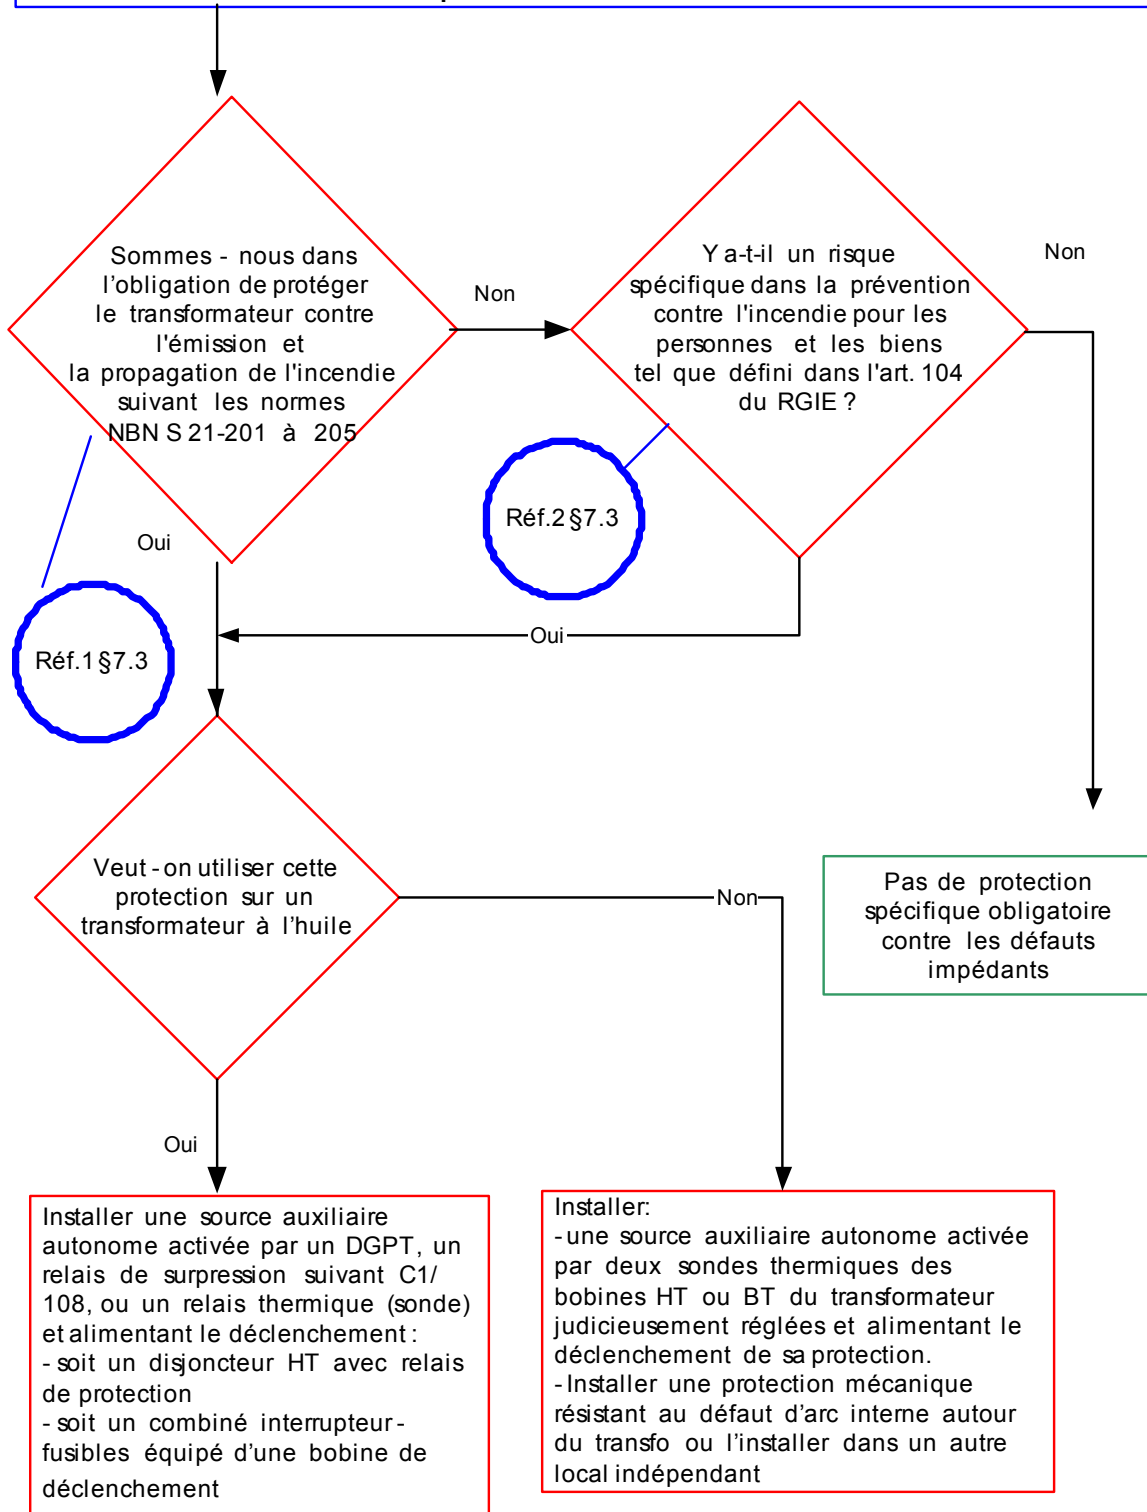 Sommes - nous dans
l'obligation de protéger
le transformateur contre
l'émission et
la propagation de l'incendie
suivant les normes
NBN S 21-201 à 205
Non
Y a-t-il un risque
spécifique dans la prévention
contre l'incendie pour les
personnes et les biens
tel que défini dans l'art. 104
du RGIE ?
Non
Réf.2 §7.3
Oui
Oui
Réf.1 §7.3
Veut - on utiliser cette
protection sur un
transformateur à l'huile
Non
Pas de protection
spécifique obligatoire
contre les défauts
impédants
Oui
Installer une source auxiliaire
autonome activée par un DGPT, un
relais de surpression suivant C1/
108, ou un relais thermique (sonde)
et alimentant le déclenchement :
- soit un disjoncteur HT avec relais
de protection
- soit un combiné interrupteur -
fusibles équipé d'une bobine de
déclenchement
Installer:
- une source auxiliaire autonome activée
par deux sondes thermiques des
bobines HT ou BT du transformateur
judicieusement réglées et alimentant le
déclenchement de sa protection.
- Installer une protection mécanique
résistant au défaut d'arc interne autour
du transfo ou l'installer dans un autre
local indépendant